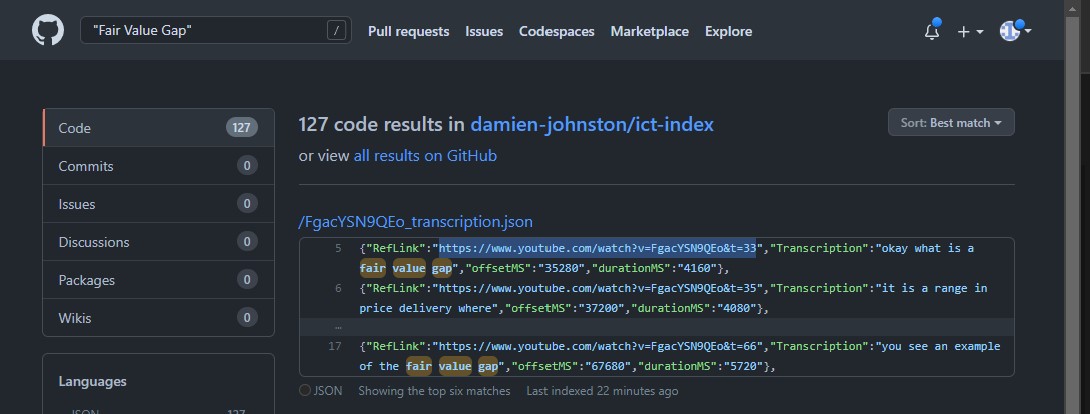 "Fair Value Gap" / Pull requests Issues Codespaces Marketplace Explore
Code 127
Commits 0
Issues 0
Discussions 0
Packages 0
Wikis 0
Languages
JSON 127
127 code results in damien-johnston/ict-index
Sort: Best match
or view all results on GitHub
/FgacYSN9QEo_transcription.json
5 {"RefLink":"https://www.youtube.com/watch?v=FgacYSN9QEo&t=33","Transcription":"okay what is a
fair value gap","offsetMS":"35280","durationMS":"4160"},
6 {"RefLink":"https://www.youtube.com/watch?v=FgacYSN9QEo&t=35","Transcription":"it is a range in
price delivery where","offsetMS":"37200","durationMS":"4080"},
…
17 {"RefLink":"https://www.youtube.com/watch?v=FgacYSN9QEo&t=66","Transcription":"you see an example
of the fair value gap","offsetMS":"67680","durationMS":"5720"},
JSON Showing the top six matches Last indexed 22 minutes ago